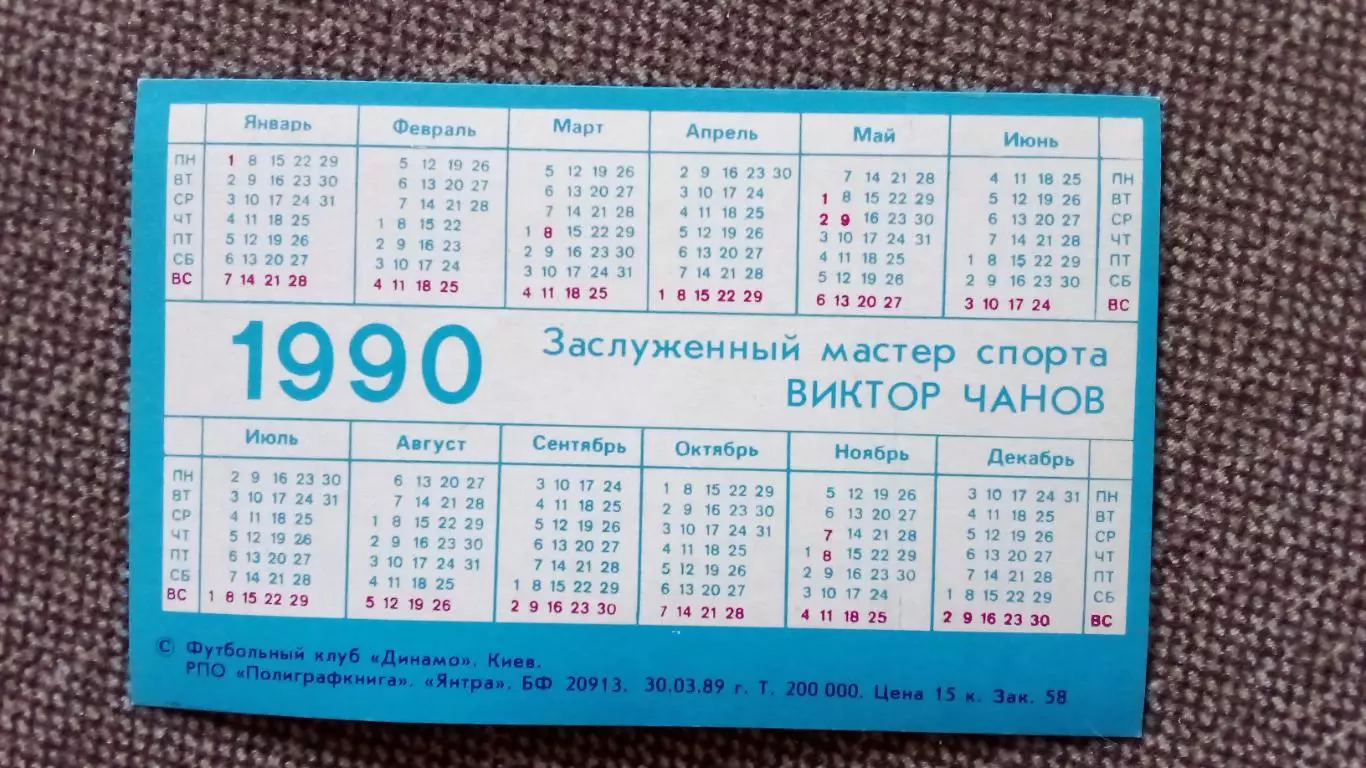 Январь Февраль Март Апрель Май Июнь
ПН 1 8 15 22 29 5 12 19 26 5 12 19 26 2 9 16 23 30 7 14 21 28 4 11 18 25 ПН
ВТ 2 9 16 23 30 6 13 20 27 6 13 20 27 3 10 17 24 1 8 15 22 29 5 12 19 26 ВТ
СР 3 10 17 24 31 7 14 21 28 7 14 21 28 4 11 18 25 2 9 16 23 30 6 13 20 27 СР
ЧТ 4 11 18 25 1 8 15 22 1 8 15 22 29 5 12 19 26 3 10 17 24 31 7 14 21 28 ЧТ
ПТ 5 12 19 26 2 9 16 23 2 9 16 23 30 6 13 20 27 4 11 18 25 1 8 15 22 29 ПТ
СБ 6 13 20 27 3 10 17 24 3 10 17 24 31 7 14 21 28 5 12 19 26 2 9 16 23 30 СБ
ВС 7 14 21 28 4 11 18 25 4 11 18 25 1 8 15 22 29 6 13 20 27 3 10 17 24 ВС
1990 Заслуженный мастер спорта
ВИКТОР ЧАНОВ
Июль Август Сентябрь Октябрь Ноябрь Декабрь
ПН 2 9 16 23 30 6 13 20 27 3 10 17 24 1 8 15 22 29 5 12 19 26 3 10 17 24 31 ПН
ВТ 3 10 17 24 31 7 14 21 28 4 11 18 25 2 9 16 23 30 6 13 20 27 4 11 18 25 ВТ
СР 4 11 18 25 1 8 15 22 29 5 12 19 26 3 10 17 24 31 7 14 21 28 5 12 19 26 СР
ЧТ 5 12 19 26 2 9 16 23 30 6 13 20 27 4 11 18 25 1 8 15 22 29 6 13 20 27 ЧТ
ПТ 6 13 20 27 3 10 17 24 31 7 14 21 28 5 12 19 26 2 9 16 23 30 7 14 21 28 ПТ
СБ 7 14 21 28 4 11 18 25 1 8 15 22 29 6 13 20 27 3 10 17 24 1 8 15 22 29 СБ
ВС 1 8 15 22 29 5 12 19 26 2 9 16 23 30 7 14 21 28 4 11 18 25 2 9 16 23 30 ВС
© Футбольный клуб «Динамо». Киев.
РПО «Полиграфкнига». «Янтра». БФ 20913. 30.03.89 г. Т. 200 000. Цена 15 к. Зак. 58